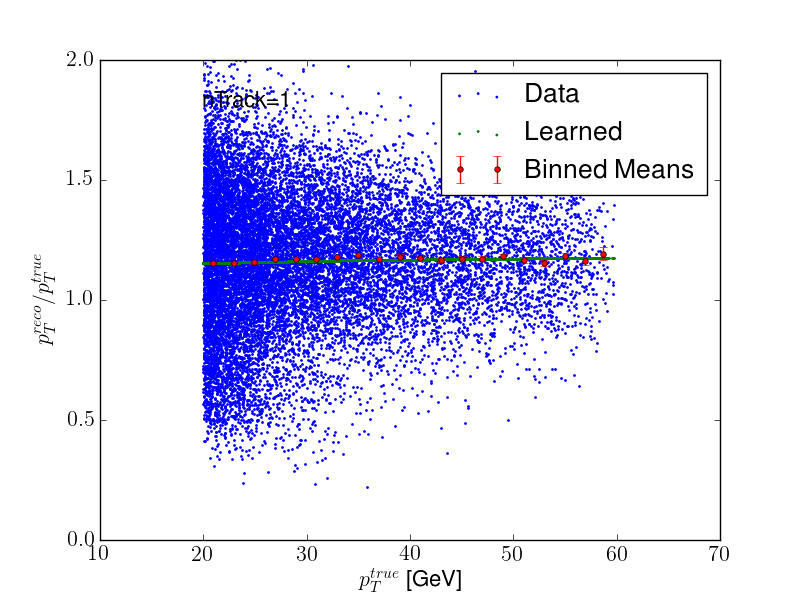 2.0
1.5
1.0
0.5
0.0
p_T^{reco}/p_T^{true}
nTrack=1
Data
Learned
Binned Means
10 20 30 40 50 60 70
p_T^{true} [GeV]